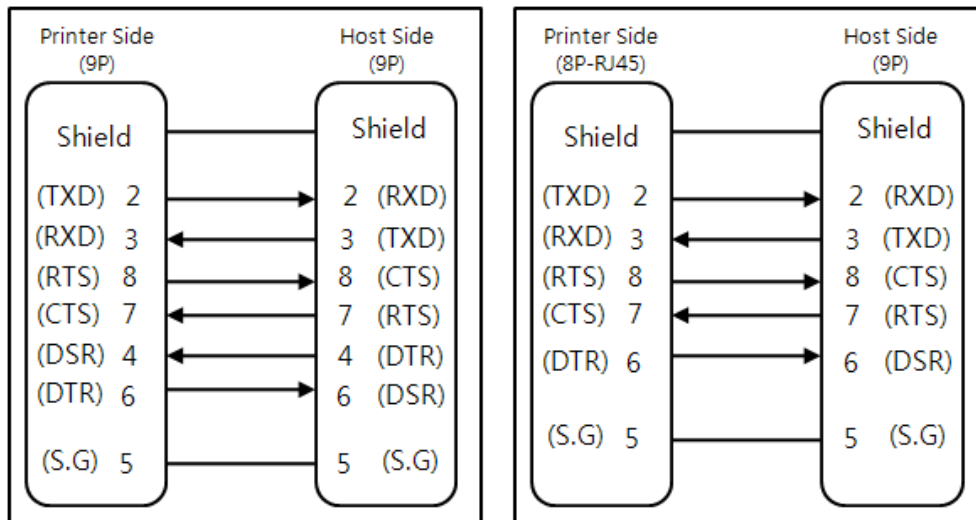 Printer Side Host Side
(9P) (9P)
Shield Shield
(TXD) 2 2 (RXD)
(RXD) 3 3 (TXD)
(RTS) 8 8 (CTS)
(CTS) 7 7 (RTS)
(DSR) 4 4 (DTR)
(DTR) 6 6 (DSR)
(S.G) 5 5 (S.G)
Printer Side Host Side
(8P-RJ45) (9P)
Shield Shield
(TXD) 2 2 (RXD)
(RXD) 3 3 (TXD)
(RTS) 8 8 (CTS)
(CTS) 7 7 (RTS)
(DTR) 6 6 (DSR)
(S.G) 5 5 (S.G)